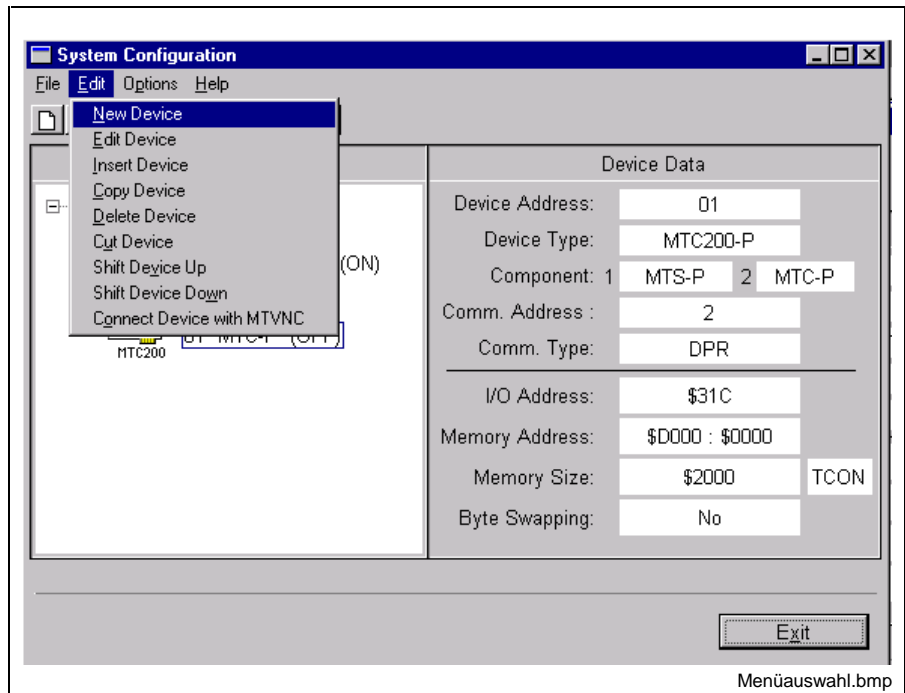 System Configuration
File Edit Options Help
New Device
Edit Device
Insert Device
Copy Device
Delete Device
Cut Device
Shift Device Up
Shift Device Down
Connect Device with MTVNC
(ON)
01 MTC-P (OFF)
MTC200
Device Data
Device Address: 01
Device Type: MTC200-P
Component: 1 MTS-P 2 MTC-P
Comm. Address : 2
Comm. Type: DPR
I/O Address: $31C
Memory Address: $D000 : $0000
Memory Size: $2000 TCON
Byte Swapping: No
Exit
Menüauswahl.bmp